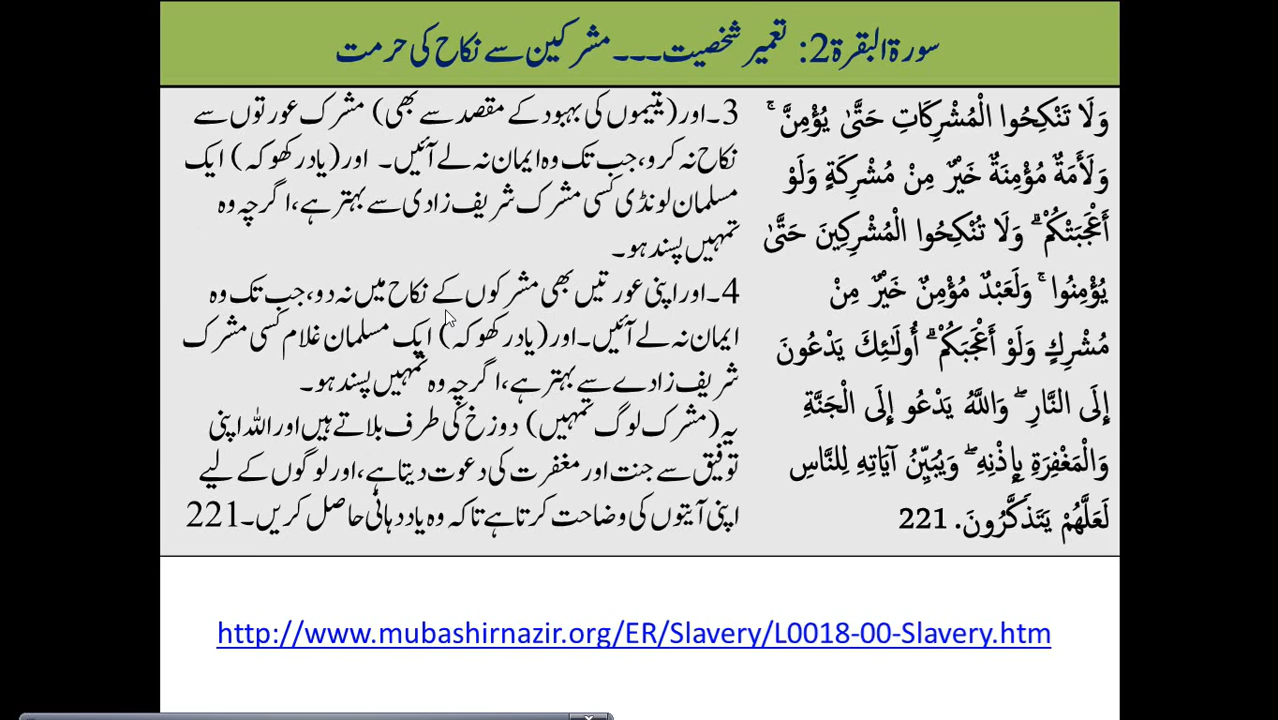 سورۃ البقرۃ 2: تعمیر شخصیت۔۔۔ مشرکین سے نکاح کی حرمت
وَلَا تَنْكِحُوا الْمُشْرِكَاتِ حَتَّىٰ يُؤْمِنَّ ۚ
وَلَأَمَةٌ مُؤْمِنَةٌ خَيْرٌ مِنْ مُشْرِكَةٍ وَلَوْ
أَعْجَبَتْكُمْ ۗ وَلَا تُنْكِحُوا الْمُشْرِكِينَ حَتَّىٰ
يُؤْمِنُوا ۚ وَلَعَبْدٌ مُؤْمِنٌ خَيْرٌ مِنْ
مُشْرِكٍ وَلَوْ أَعْجَبَكُمْ ۗ أُولَٰئِكَ يَدْعُونَ
إِلَى النَّارِ ۖ وَاللَّهُ يَدْعُو إِلَى الْجَنَّةِ
وَالْمَغْفِرَةِ بِإِذْنِهِ ۖ وَيُبَيِّنُ آيَاتِهِ لِلنَّاسِ
لَعَلَّهُمْ يَتَذَكَّرُونَ. 221
3۔ اور (یتیموں کی بہبود کے مقصد سے بھی) مشرک عورتوں سے
نکاح نہ کرو، جب تک وہ ایمان نہ لے آئیں۔ اور (یاد رکھو کہ) ایک
مسلمان لونڈی کسی مشرک شریف زادی سے بہتر ہے، اگرچہ وہ
تمہیں پسند ہو۔
4۔ اور اپنی عورتیں بھی مشرکوں کے نکاح میں نہ دو، جب تک وہ
ایمان نہ لے آئیں۔ اور (یاد رکھو کہ) ایک مسلمان غلام کسی مشرک
شریف زادے سے بہتر ہے، اگرچہ وہ تمہیں پسند ہو۔
یہ (مشرک لوگ تمہیں) دوزخ کی طرف بلاتے ہیں اور اللہ اپنی
توفیق سے جنت اور مغفرت کی دعوت دیتا ہے، اور لوگوں کے لیے
اپنی آیتوں کی وضاحت کرتا ہے تاکہ وہ یاددہانی حاصل کریں۔ 221
http://www.mubashirnazir.org/ER/Slavery/L0018-00-Slavery.htm